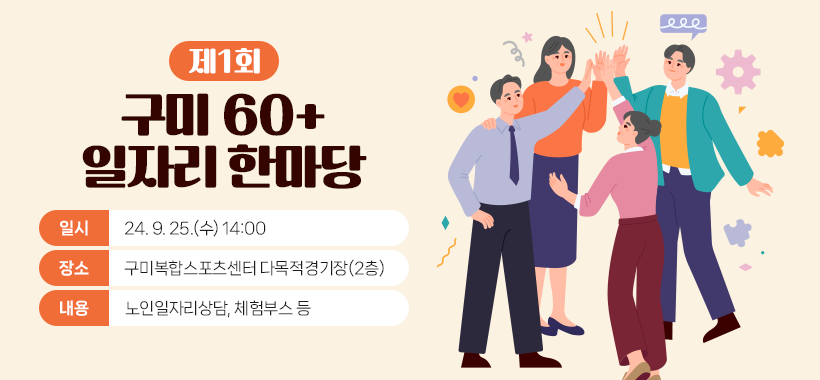 제1회
구미 60+
일자리 한마당
일시 24. 9. 25.(수) 14:00
장소 구미복합스포츠센터 다목적경기장(2층)
내용 노인일자리상담, 체험부스 등